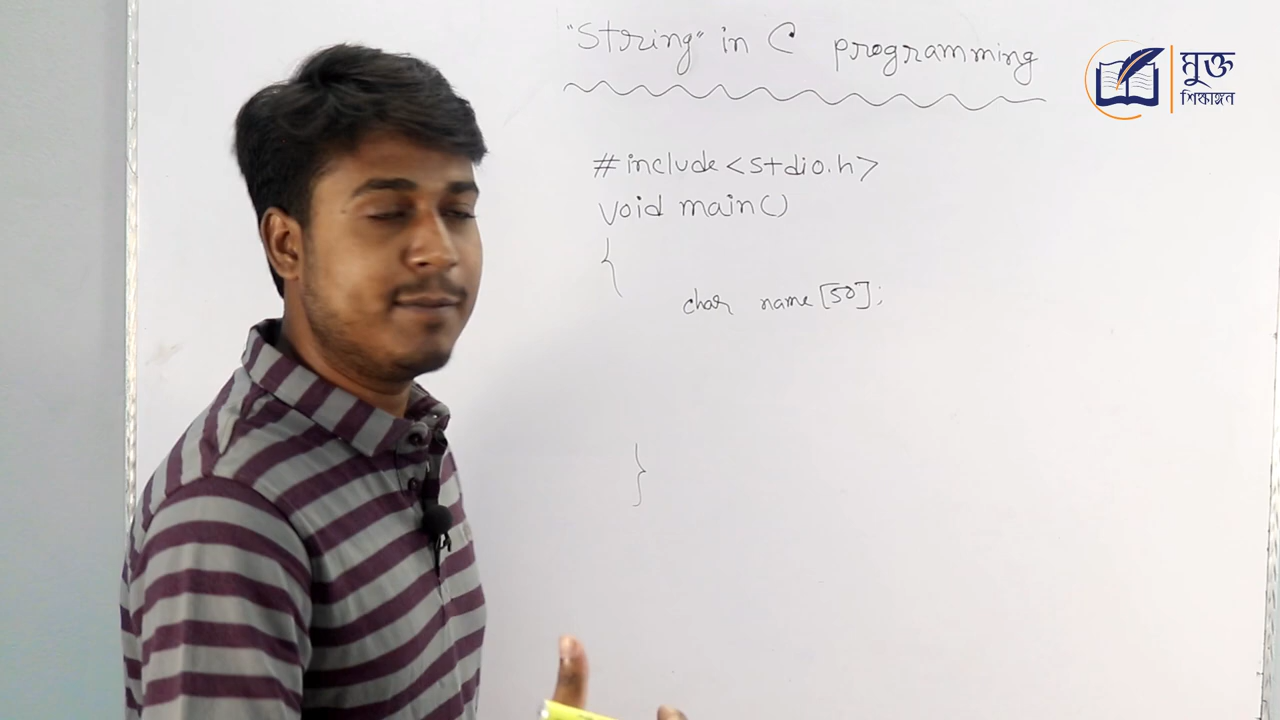 "String" in C programming
মুক্ত
শিক্ষাঙ্গন
#include<stdio.h>
void main()
{
char name[50];
}